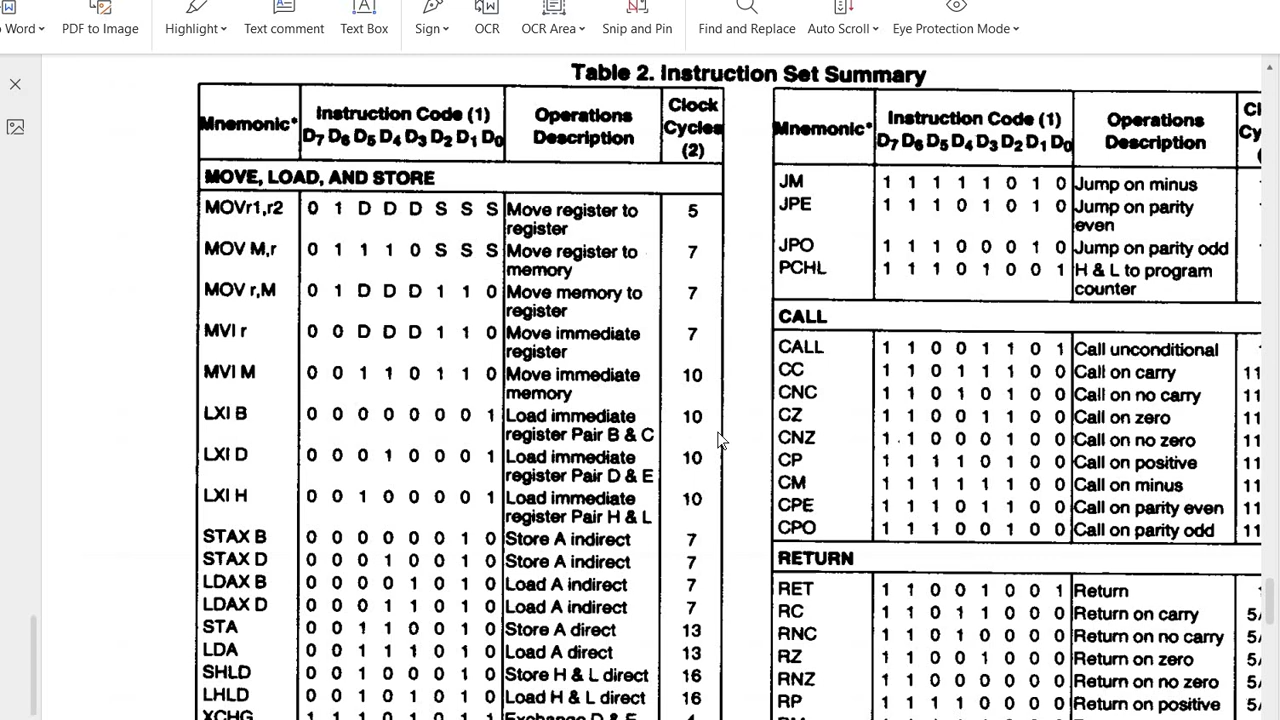 Word
PDF to Image
Highlight
Text comment
Text Box
Sign
OCR
OCR Area
Snip and Pin
Find and Replace
Auto Scroll
Eye Protection Mode
Table 2. Instruction Set Summary
Mnemonic* Instruction Code (1) D7 D6 D5 D4 D3 D2 D1 D0 Operations Description Clock Cycles (2)
MOVE, LOAD, AND STORE
MOVr1,r2 0 1 D D D S S S Move register to 5
register
MOV M,r 0 1 1 1 0 S S S Move register to 7
memory
MOV r,M 0 1 D D D 1 1 0 Move memory to 7
register
MVI r 0 0 D D D 1 1 0 Move immediate 7
register
MVI M 0 0 1 1 0 1 1 0 Move immediate 10
memory
LXI B 0 0 0 0 0 0 0 1 Load immediate 10
register Pair B & C
LXI D 0 0 0 1 0 0 0 1 Load immediate 10
register Pair D & E
LXI H 0 0 1 0 0 0 0 1 Load immediate 10
register Pair H & L
STAX B 0 0 0 0 0 0 1 0 Store A indirect 7
STAX D 0 0 0 1 0 0 1 0 Store A indirect 7
LDAX B 0 0 0 0 1 0 1 0 Load A indirect 7
LDAX D 0 0 0 1 1 0 1 0 Load A indirect 7
STA 0 0 1 1 0 0 1 0 Store A direct 13
LDA 0 0 1 1 1 0 1 0 Load A direct 13
SHLD 0 0 1 0 0 0 1 0 Store H & L direct 16
LHLD 0 0 1 0 1 0 1 0 Load H & L direct 16
XCHG 1 1 1 0 1 0 1 1 Exchange D & E 4
Mnemonic* Instruction Code (1) D7 D6 D5 D4 D3 D2 D1 D0 Operations Description
JM 1 1 1 1 1 0 1 0 Jump on minus
JPE 1 1 1 0 1 0 1 0 Jump on parity
even
JPO 1 1 1 0 0 0 1 0 Jump on parity odd
PCHL 1 1 1 0 1 0 0 1 H & L to program
counter
CALL
CALL 1 1 0 0 1 1 0 1 Call unconditional
CC 1 1 0 1 1 1 0 0 Call on carry 11
CNC 1 1 0 1 0 1 0 0 Call on no carry 11
CZ 1 1 0 0 1 1 0 0 Call on zero 11
CNZ 1 1 0 0 0 1 0 0 Call on no zero 11
CP 1 1 1 1 0 1 0 0 Call on positive 11
CM 1 1 1 1 1 1 0 0 Call on minus 11
CPE 1 1 1 0 1 1 0 0 Call on parity even 11
CPO 1 1 1 0 0 1 0 0 Call on parity odd 11
RETURN
RET 1 1 0 0 1 0 0 1 Return
RC 1 1 0 1 1 0 0 0 Return on carry 5/
RNC 1 1 0 1 0 0 0 0 Return on no carry 5/
RZ 1 1 0 0 1 0 0 0 Return on zero 5/
RNZ 1 1 0 0 0 0 0 0 Return on no zero 5/
RP 1 1 1 1 0 0 0 0 Return on positive 5/